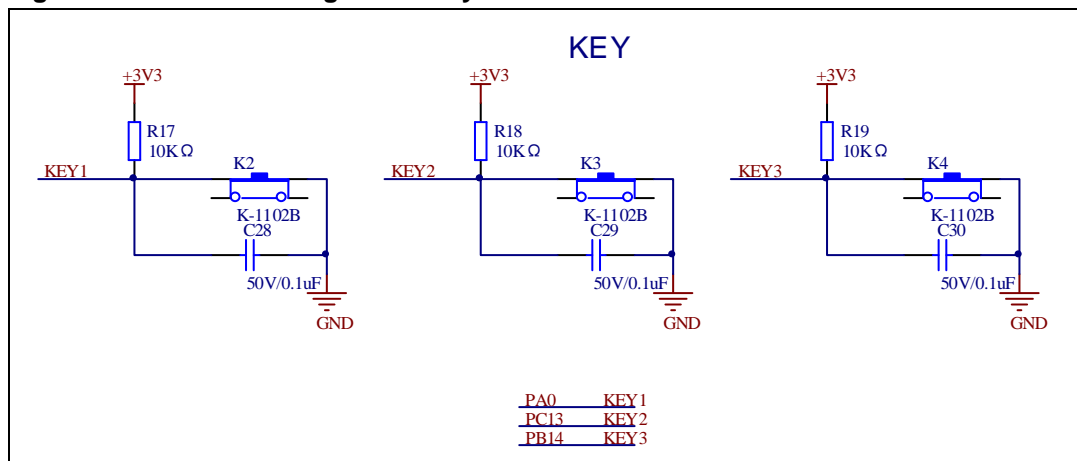 KEY
+3V3 +3V3 +3V3
R17 R18 R19
10KΩ 10KΩ 10KΩ
KEY1 K2 KEY2 K3 KEY3 K4
K-1102B K-1102B K-1102B
C28 C29 C30
50V/0.1uF 50V/0.1uF 50V/0.1uF
GND GND GND
PA0 KEY1
PC13 KEY2
PB14 KEY3